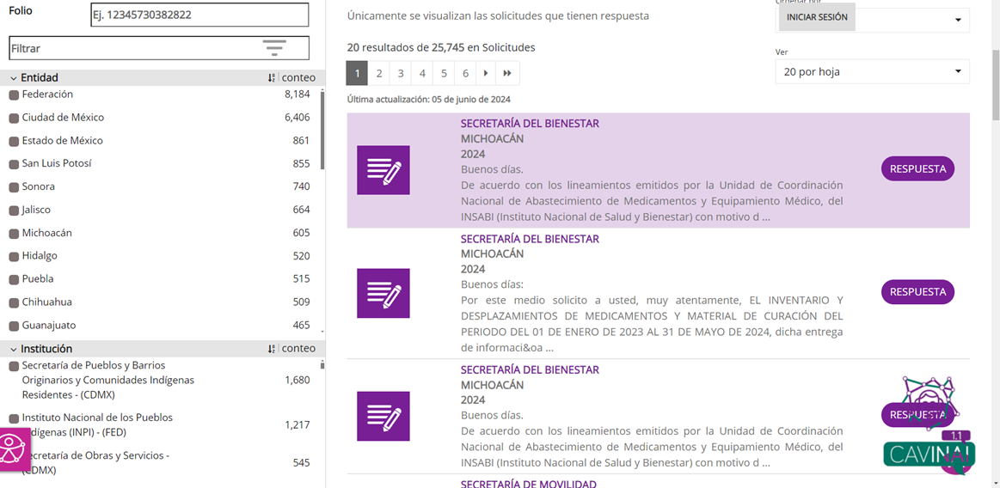 Folio
Ej. 12345730382822
Filtrar
Entidad
conteo
Federación
8,184
Ciudad de México
6,406
Estado de México
861
San Luis Potosí
855
Sonora
740
Jalisco
664
Michoacán
605
Hidalgo
520
Puebla
515
Chihuahua
509
Guanajuato
465
Institución
conteo
Secretaría de Pueblos y Barrios
Originarios y Comunidades Indígenas
Residentes - (CDMX)
1,680
Instituto Nacional de los Pueblos
Indígenas (INPI) - (FED)
1,217
Secretaría de Obras y Servicios -
(CDMX)
545
Únicamente se visualizan las solicitudes que tienen respuesta
Ordenar por
INICIAR SESIÓN
20 resultados de 25,745 en Solicitudes
Ver
20 por hoja
1 2 3 4 5 6
Última actualización: 05 de junio de 2024
SECRETARÍA DEL BIENESTAR
MICHOACÁN
2024
Buenos días.
De acuerdo con los lineamientos emitidos por la Unidad de Coordinación
Nacional de Abastecimiento de Medicamentos y Equipamiento Médico, del
INSABI (Instituto Nacional de Salud y Bienestar) con motivo d ...
RESPUESTA
SECRETARÍA DEL BIENESTAR
MICHOACÁN
2024
Buenos días:
Por este medio solicito a usted, muy atentamente, EL INVENTARIO Y
DESPLAZAMIENTOS DE MEDICAMENTOS Y MATERIAL DE CURACIÓN DEL
PERIODO DEL 01 DE ENERO DE 2023 AL 31 DE MAYO DE 2024, dicha entrega
de informaci&oa ...
RESPUESTA
SECRETARÍA DEL BIENESTAR
MICHOACÁN
2024
Buenos días.
De acuerdo con los lineamientos emitidos por la Unidad de Coordinación
Nacional de Abastecimiento de Medicamentos y Equipamiento Médico, del
INSABI (Instituto Nacional de Salud y Bienestar) con motivo d ...
RESPUESTA
1.1
CAVINAI
SECRETARÍA DE MOVILIDAD